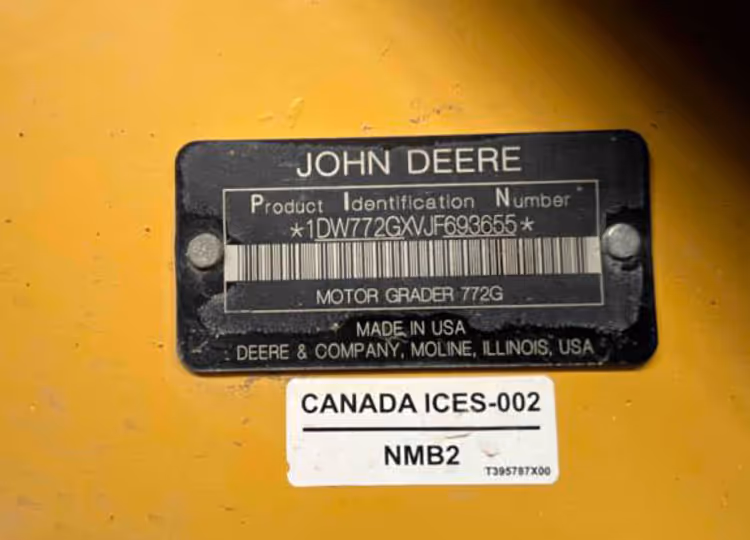 JOHN DEERE
Product Identification Number
*1DW772GXVJF693655*
MOTOR GRADER 772G
MADE IN USA
DEERE & COMPANY, MOLINE, ILLINOIS, USA
CANADA ICES-002
NMB2
T395787X00